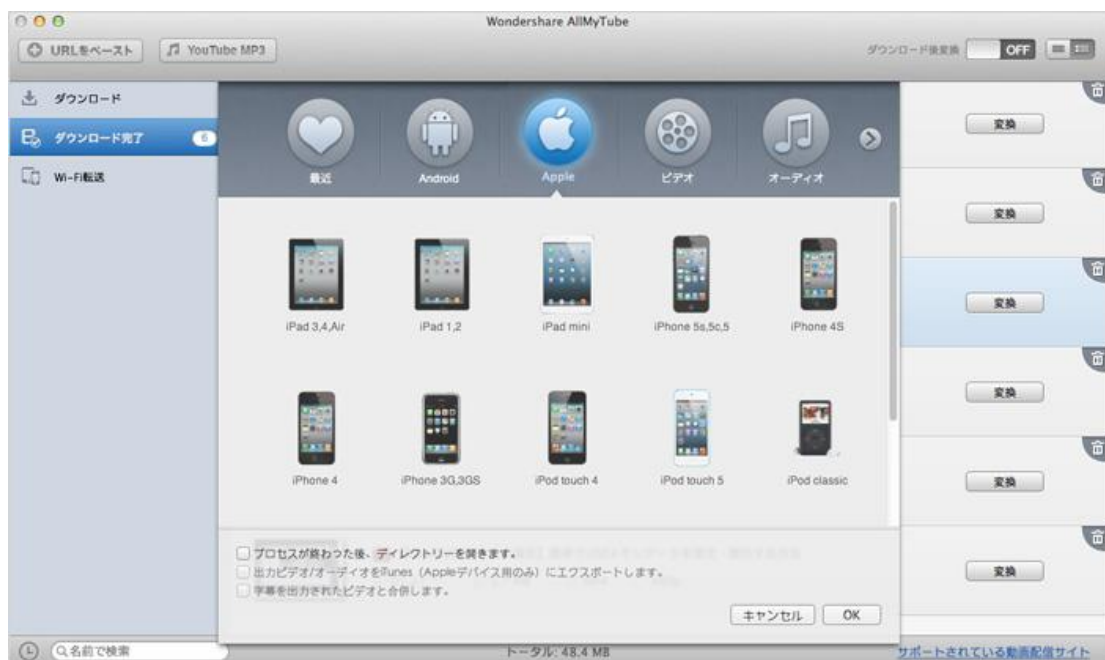 Wondershare AllMyTube
URLをペースト
YouTube MP3
ダウンロード後変換
OFF
ダウンロード
ダウンロード完了
6
Wi-Fi転送
最近
Android
Apple
ビデオ
オーディオ
変換
変換
変換
変換
変換
変換
iPad 3,4,Air
iPad 1,2
iPad mini
iPhone 5s,5c,5
iPhone 4S
iPhone 4
iPhone 3G,3GS
iPod touch 4
iPod touch 5
iPod classic
プロセスが終わった後、ディレクトリーを開きます。
出力ビデオ/オーディオをiTunes（Appleデバイス用のみ）にエクスポートします。
字幕を出力されたビデオと合併します。
キャンセル
OK
名前で検索
トータル: 48.4 MB
サポートされている動画配信サイト